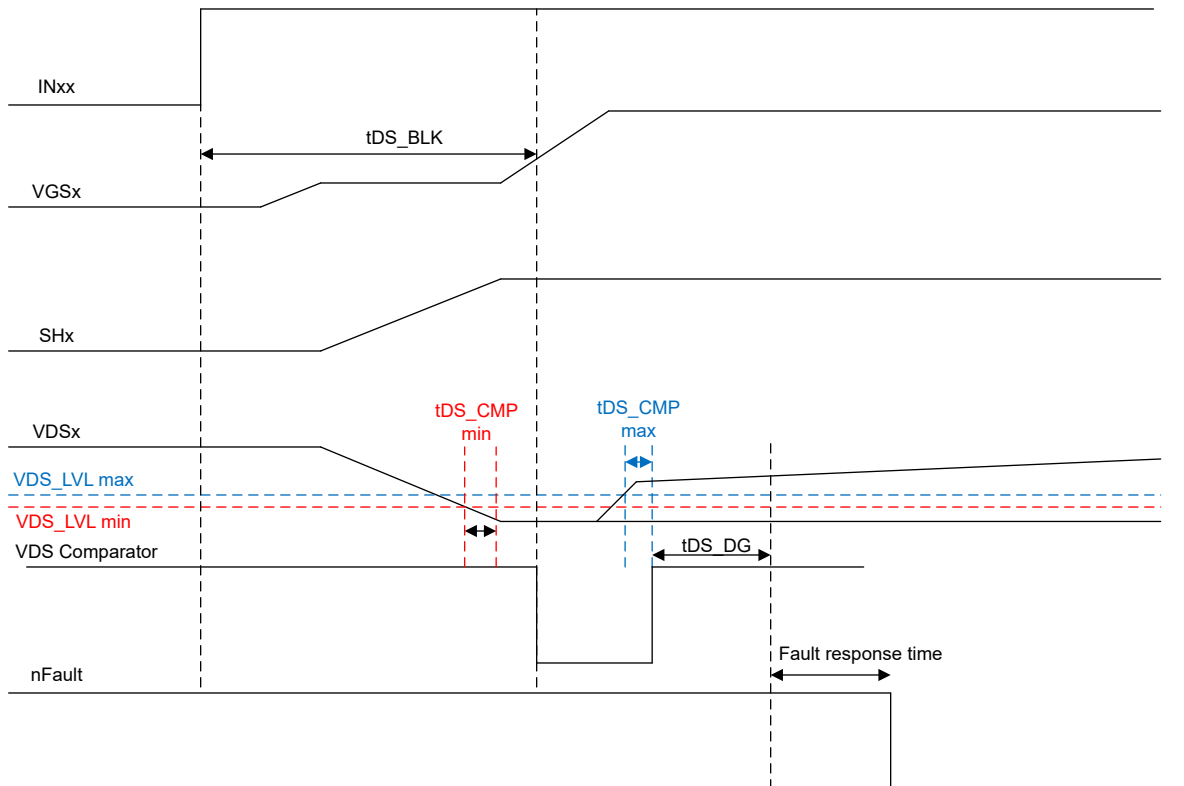 INxx
tDS_BLK
VGSx
SHx
tDS_CMP
min
tDS_CMP
max
VDSx
VDS_LVL max
VDS_LVL min
VDS Comparator
tDS_DG
Fault response time
nFault